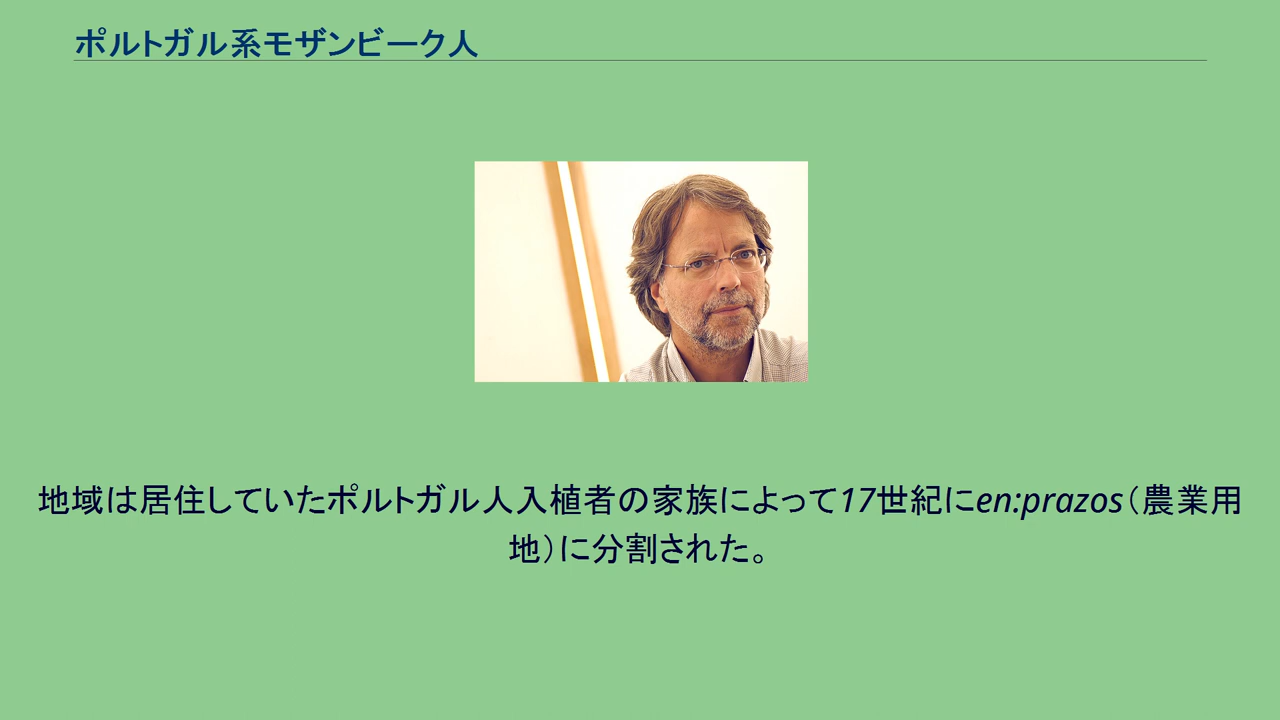 ポルトガル系モザンビーク人
地域は居住していたポルトガル人入植者の家族によって17世紀にen:prazos（農業用
地）に分割された。